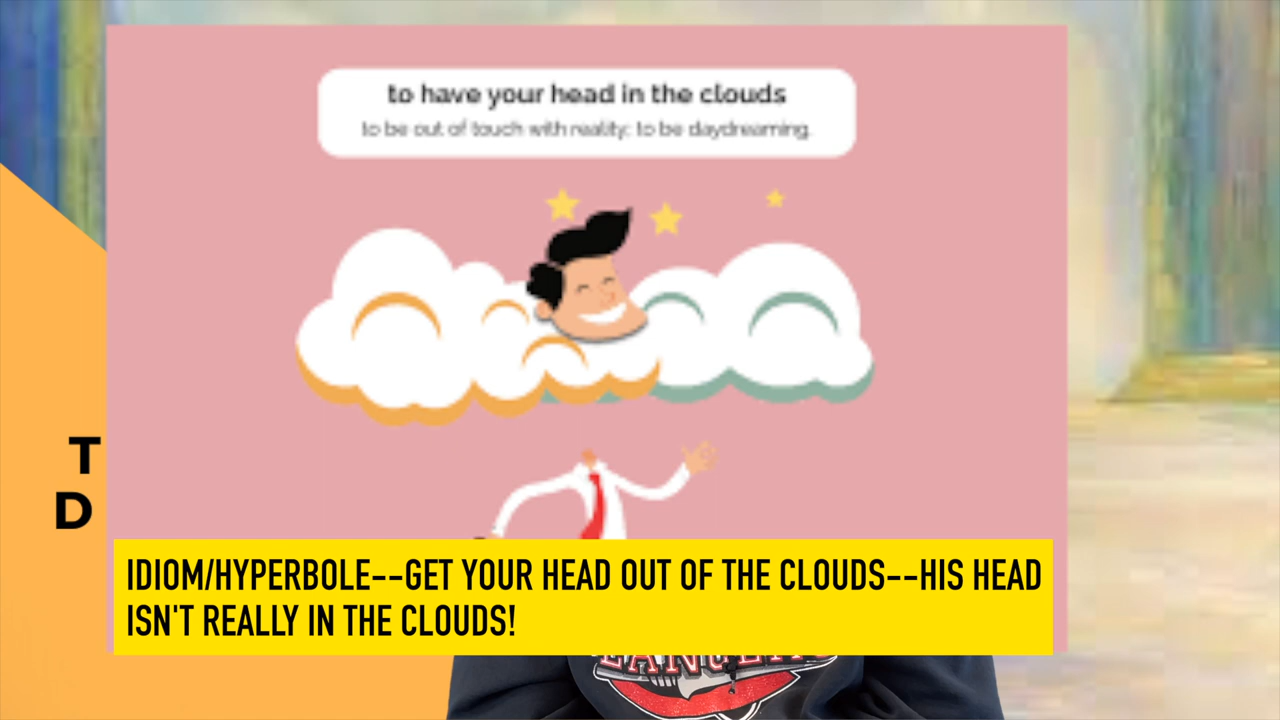 to have your head in the clouds
to be out of touch with reality; to be daydreaming.
T
D
IDIOM/HYPERBOLE--GET YOUR HEAD OUT OF THE CLOUDS--HIS HEAD
ISN'T REALLY IN THE CLOUDS!